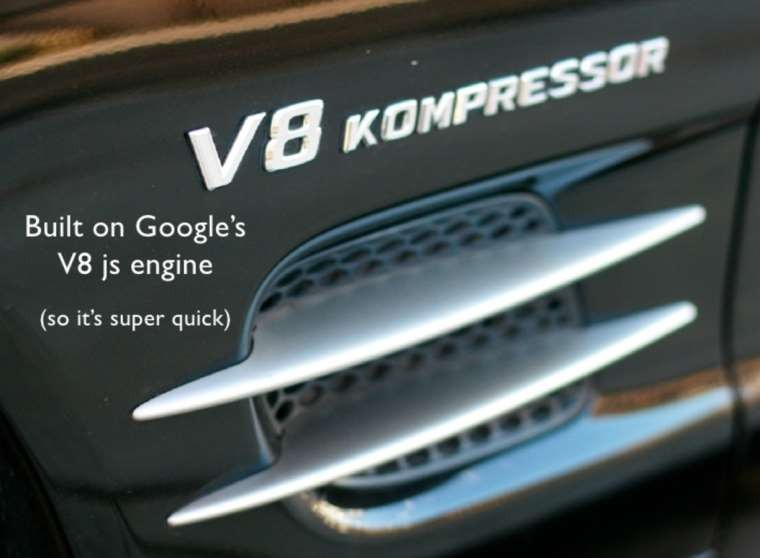 V8 KOMPRESSOR
Built on Google's
V8 js engine
(so it's super quick)